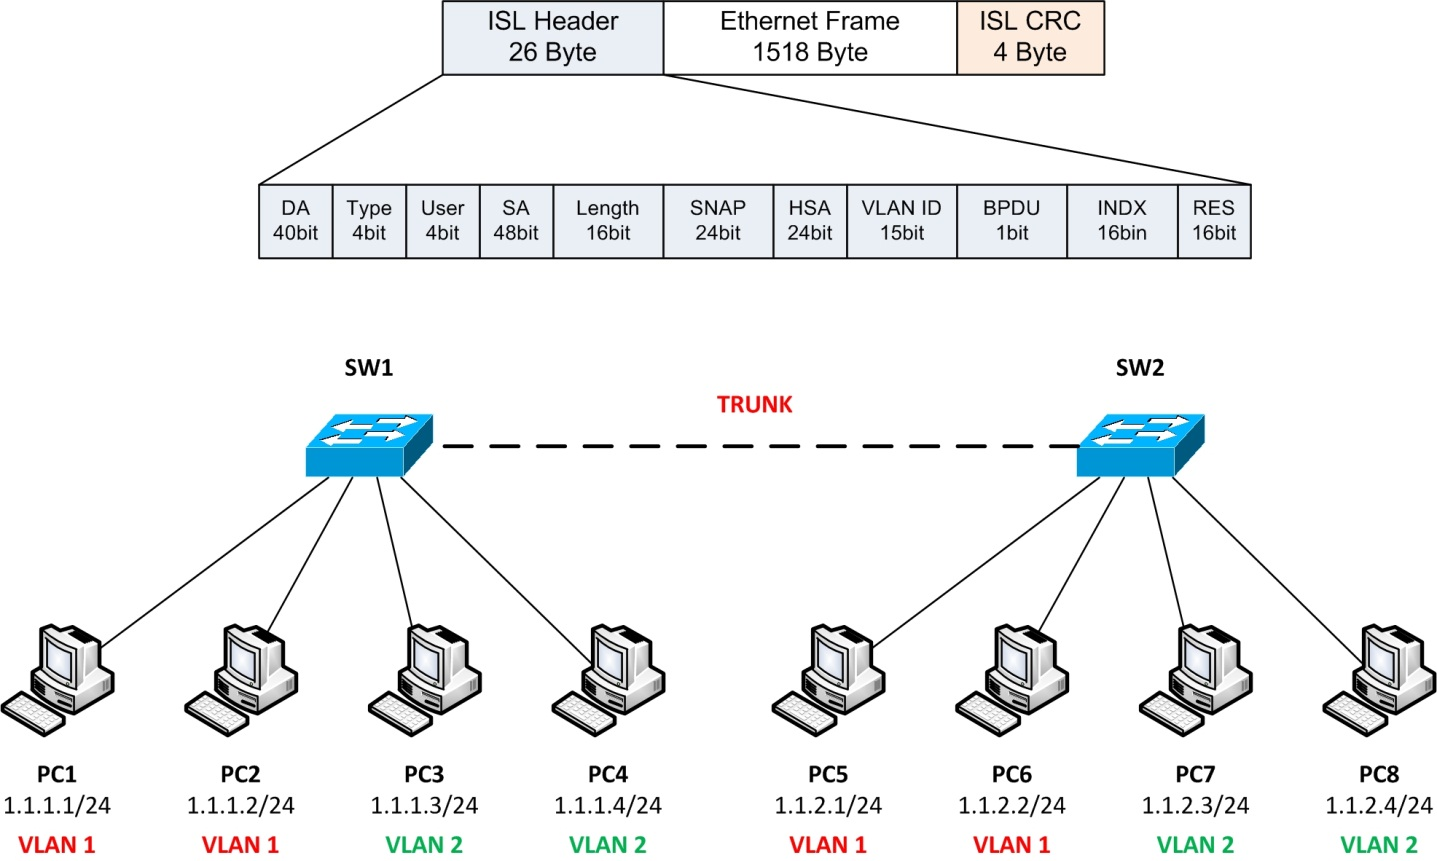 ISL Header
26 Byte
Ethernet Frame
1518 Byte
ISL CRC
4 Byte
DA
40bit
Type
4bit
User
4bit
SA
48bit
Length
16bit
SNAP
24bit
HSA
24bit
VLAN ID
15bit
BPDU
1bit
INDX
16bin
RES
16bit
SW1
SW2
TRUNK
PC1
1.1.1.1/24
VLAN 1
PC2
1.1.1.2/24
VLAN 1
PC3
1.1.1.3/24
VLAN 2
PC4
1.1.1.4/24
VLAN 2
PC5
1.1.2.1/24
VLAN 1
PC6
1.1.2.2/24
VLAN 1
PC7
1.1.2.3/24
VLAN 2
PC8
1.1.2.4/24
VLAN 2